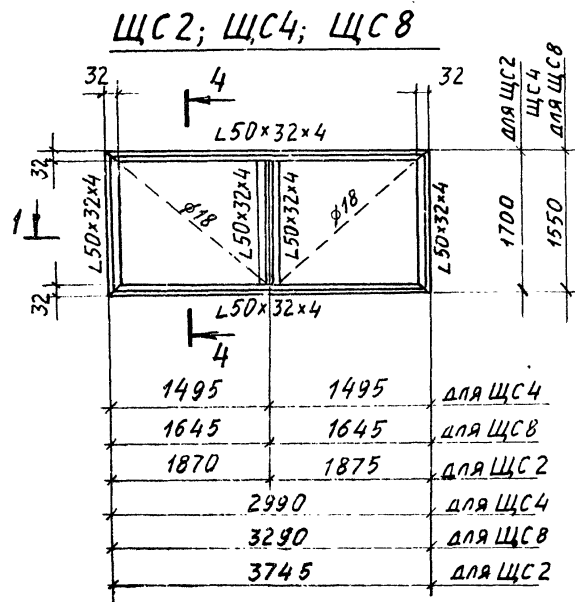 ЩС2; ЩС4; ЩС8
32
4
32
L50×32×4
для ЩС2
ЩС4
для ЩС8
32
1
L50×32×4
ф18
L50×32×4
L50×32×4
ф18
L50×32×4
1700
1550
32
L50×32×4
4
1495 1495 для ЩС4
1645 1645 для ЩС8
1870 1875 для ЩС2
2990 для ЩС4
3290 для ЩС8
3745 для ЩС2